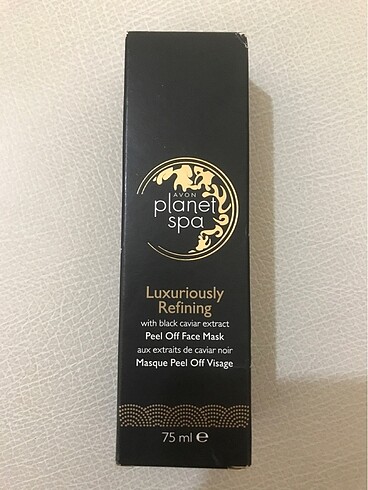 AVON
planet
spa
Luxuriously
Refining
with black caviar extract
Peel Off Face Mask
aux extraits de caviar noir
Masque Peel Off Visage
75 ml ℮